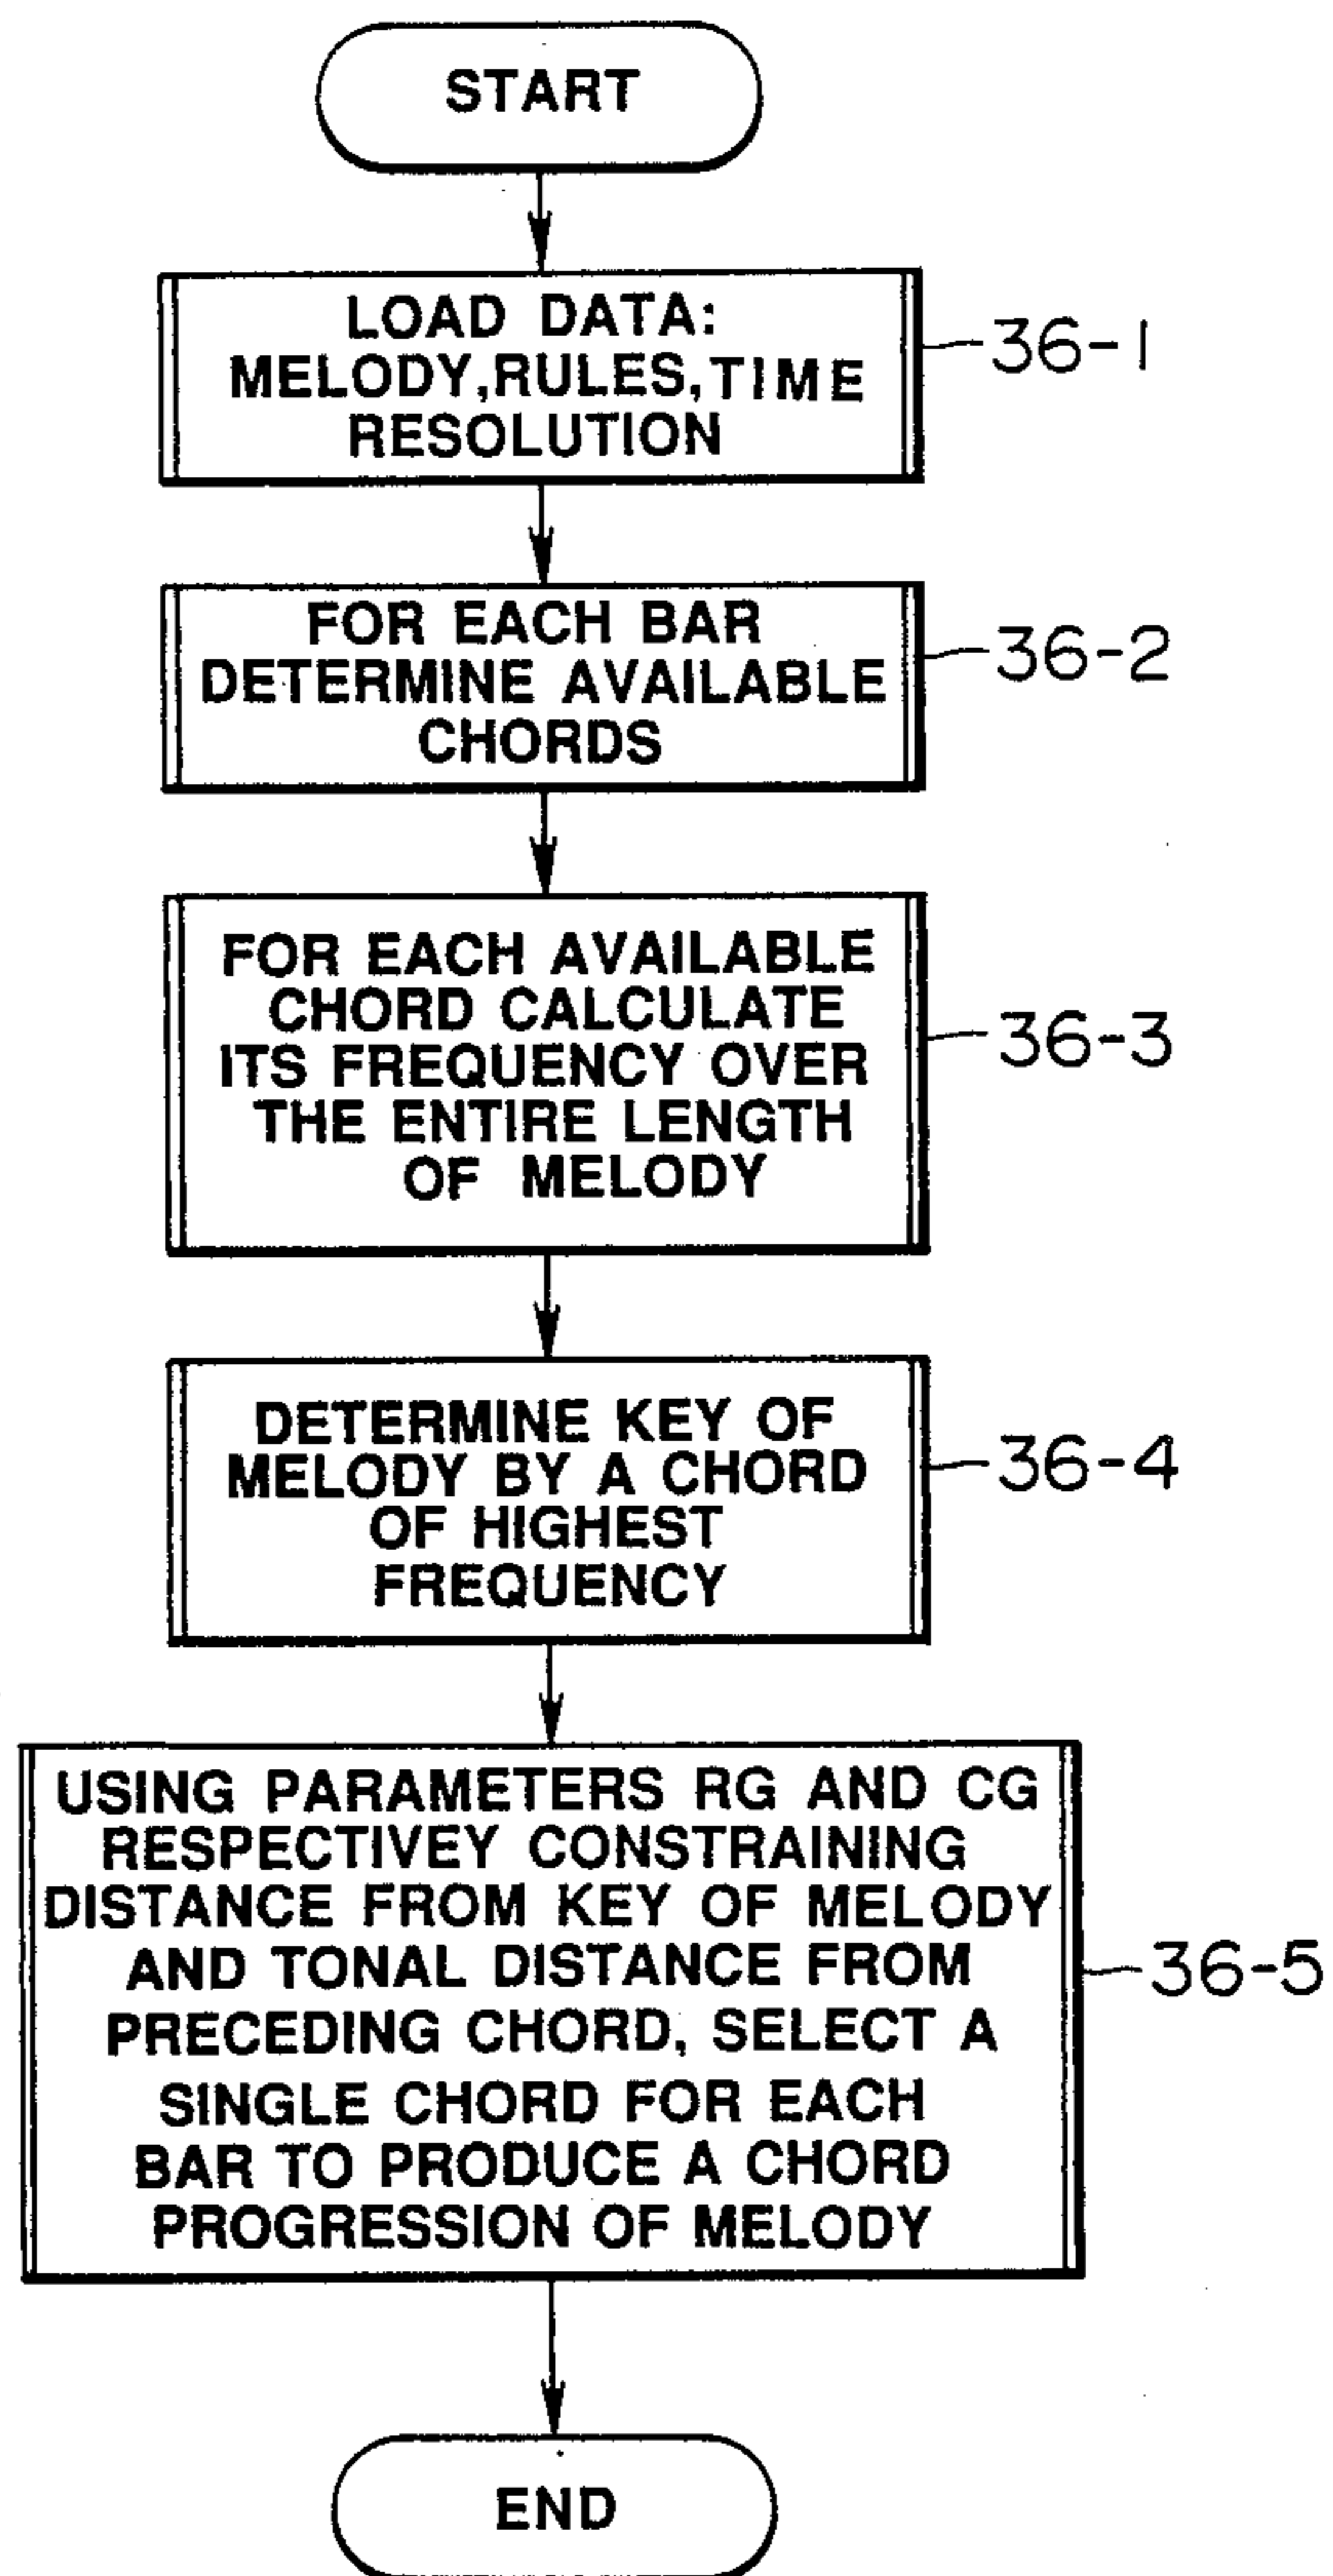 START
LOAD DATA:
MELODY,RULES,TIME
RESOLUTION
36-1
FOR EACH BAR
DETERMINE AVAILABLE
CHORDS
36-2
FOR EACH AVAILABLE
CHORD CALCULATE
ITS FREQUENCY OVER
THE ENTIRE LENGTH
OF MELODY
36-3
DETERMINE KEY OF
MELODY BY A CHORD
OF HIGHEST
FREQUENCY
36-4
USING PARAMETERS RG AND CG
RESPECTIVEY CONSTRAINING
DISTANCE FROM KEY OF MELODY
AND TONAL DISTANCE FROM
PRECEDING CHORD, SELECT A
SINGLE CHORD FOR EACH
BAR TO PRODUCE A CHORD
PROGRESSION OF MELODY
36-5
END